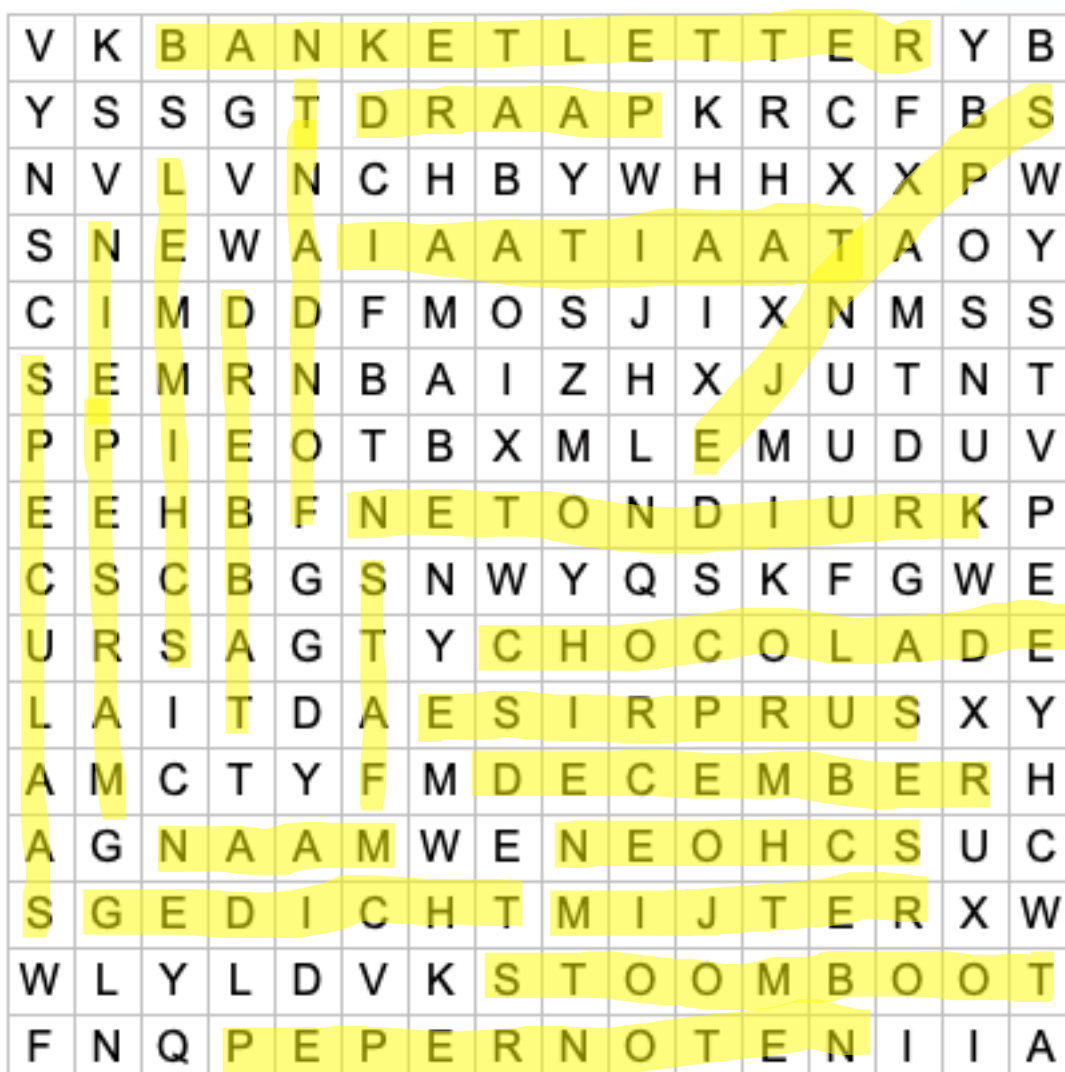 V K B A N K E T L E T T E R Y B
Y S S G T D R A A P K R C F B S
N V L V N C H B Y W H H X X P W
S N E W A I A A T I A A T A O Y
C I M D D F M O S J I X N M S S
S E M R N B A I Z H X J U T N T
P P I E O T B X M L E M U D U V
E E H B F N E T O N D I U R K P
C S C B G S N W Y Q S K F G W E
U R S A G T Y C H O C O L A D E
L A I T D A E S I R P R U S X Y
A M C T Y F M D E C E M B E R H
A G N A A M W E N E O H C S U C
S G E D I C H T M I J T E R X W
W L Y L D V K S T O O M B O O T
F N Q P E P E R N O T E N I I A